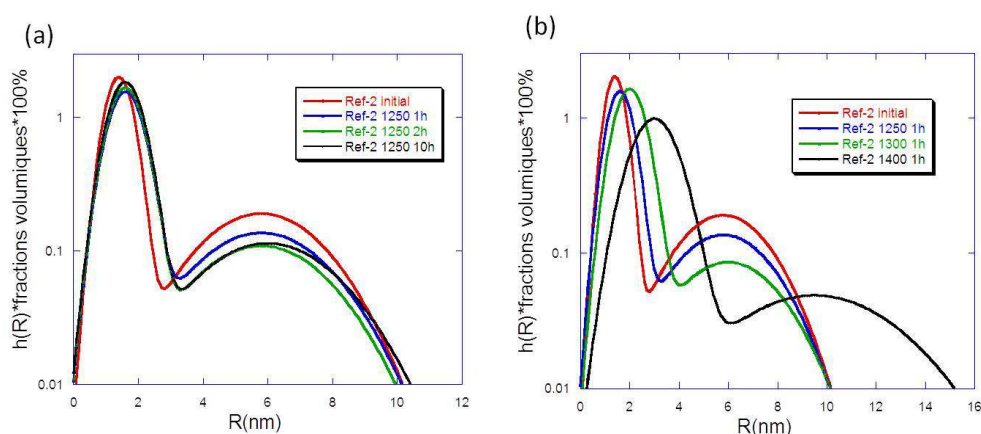 (a)
h(R)*fractions volumiques*100%
1
0.1
0.01
0 2 4 6 8 10 12
R(nm)
Ref-2 initial
Ref-2 1250 1h
Ref-2 1250 2h
Ref-2 1250 10h
(b)
h(R)*fractions volumiques*100%
1
0.1
0.01
0 2 4 6 8 10 12 14 16
R(nm)
Ref-2 initial
Ref-2 1250 1h
Ref-2 1300 1h
Ref-2 1400 1h